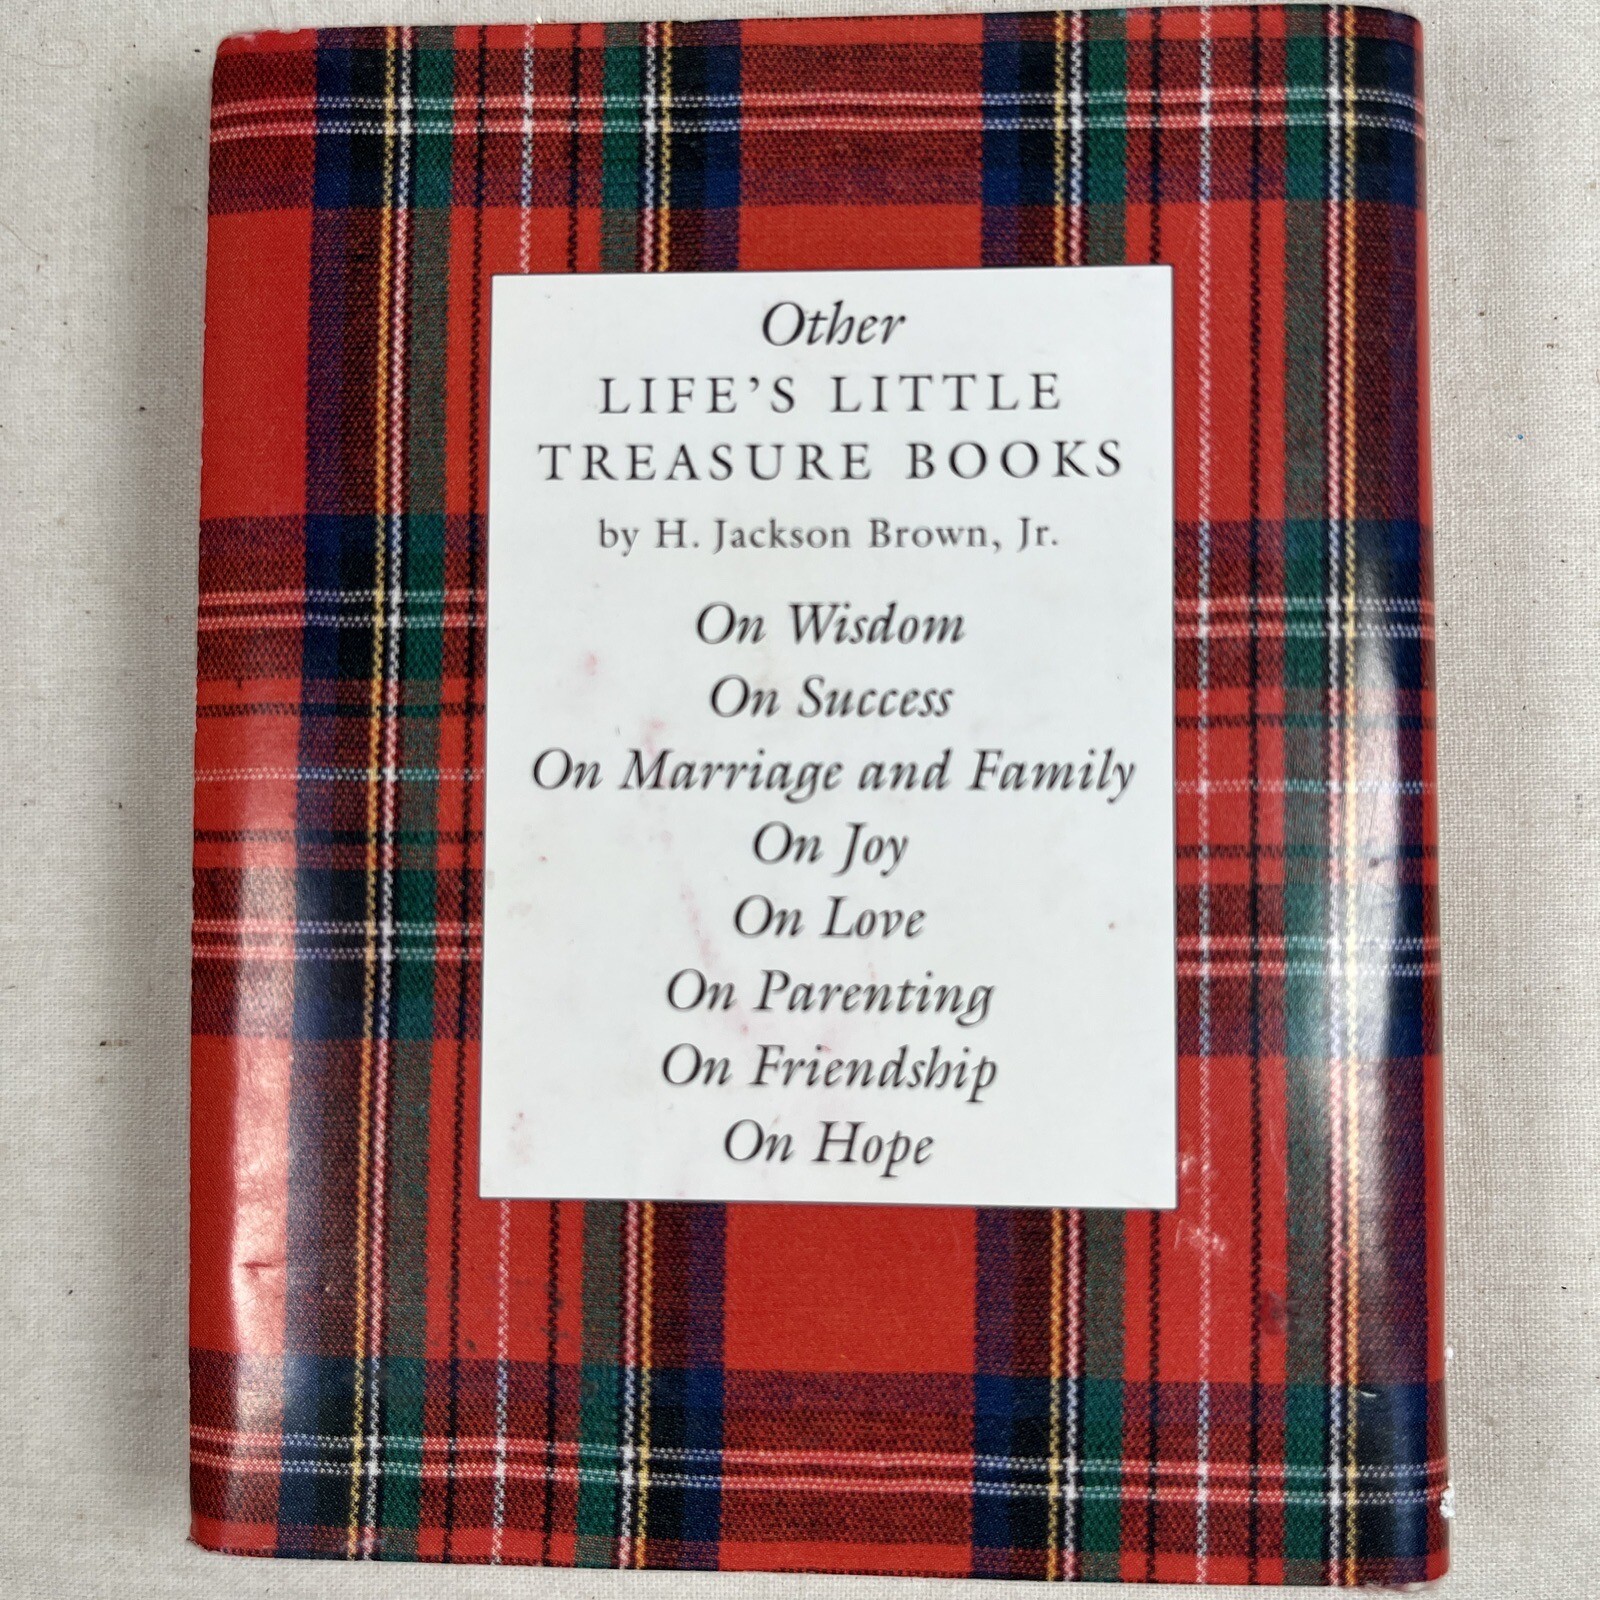 Other
LIFE'S LITTLE
TREASURE BOOKS
by H. Jackson Brown, Jr.
On Wisdom
On Success
On Marriage and Family
On Joy
On Love
On Parenting
On Friendship
On Hope